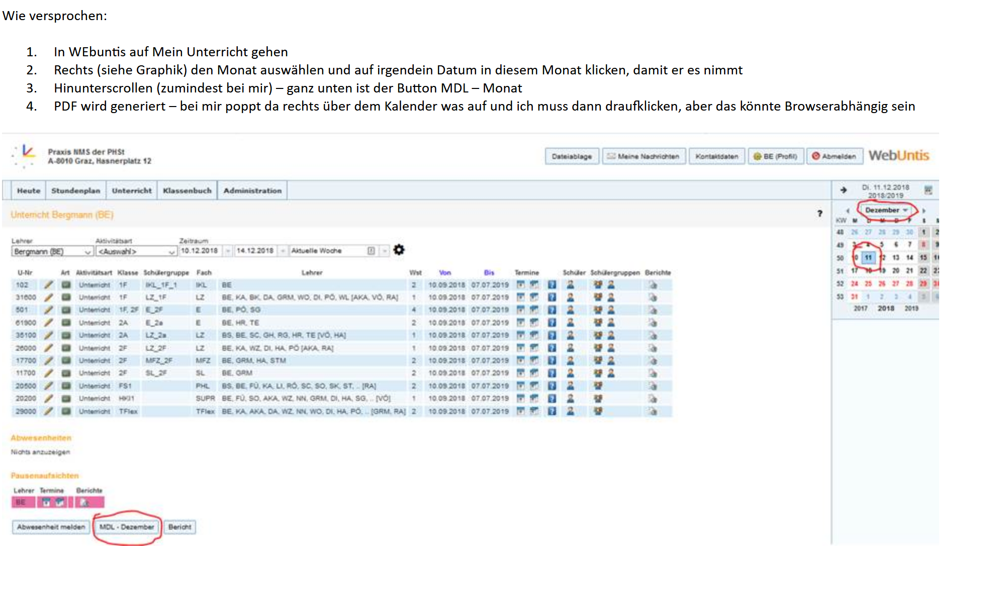 Wie versprochen:
1. In WEbuntis auf Mein Unterricht gehen
2. Rechts (siehe Graphik) den Monat auswählen und auf irgendein Datum in diesem Monat klicken, damit er es nimmt
3. Hinunterscrollen (zumindest bei mir) – ganz unten ist der Button MDL – Monat
4. PDF wird generiert – bei mir poppt da rechts über dem Kalender was auf und ich muss dann draufklicken, aber das könnte Browserabhängig sein
Praxis NMS der PHSt
A-8010 Graz, Hasnerplatz 12
Dateiablage Meine Nachrichten Kontaktdaten BE (Profil) Abmelden WebUntis
Heute Stundenplan Unterricht Klassenbuch Administration
Di. 11.12.2018
2018/2019
Unterricht Bergmann (BE) ?
Dezember
KW M D M D F S
48 26 27 28 29 30 1 2
49 3 4 5 6 7 8 9
50 10 11 12 13 14 15
51 17 18 19 20 21 22
52 24 25 26 27 28 29
53 31 1 2 3 4 5 6
2017 2018 2019
Lehrer Aktivitätsart Zeitraum
Bergmann (BE) <Auswahl> 10.12.2018 14.12.2018 Aktuelle Woche
U-Nr Art Aktivitätsart Klasse Schülergruppe Fach Lehrer Wst Von Bis Termine Schüler Schülergruppen Berichte
102 Unterricht 1F IKL_1F_1 IKL BE 2 10.09.2018 07.07.2019
31600 Unterricht 1F LZ_1F LZ BE, KA, BK, DA, GRM, WO, DI, PÖ, WL [AKA, VÖ, RA] 1 10.09.2018 07.07.2019
501 Unterricht 1F, 2F E_2F E BE, PÖ, SG 4 10.09.2018 07.07.2019
61900 Unterricht 2A E_2a E BE, HR, TE 2 10.09.2018 07.07.2019
35100 Unterricht 2A LZ_2a LZ BS, BE, SC, GH, RG, HR, TE [VÖ, HA] 1 10.09.2018 07.07.2019
26000 Unterricht 2F LZ_2F LZ BE, KA, WZ, DI, HA, PÖ [AKA, RA] 1 10.09.2018 07.07.2019
17700 Unterricht 2F MFZ_2F MFZ BE, GRM, HA, STM 2 10.09.2018 07.07.2019
11700 Unterricht 2F SL_2F SL BE, GRM 2 10.09.2018 07.07.2019
20500 Unterricht FS1 PHL BS, BE, FÜ, KA, LI, RÖ, SC, SO, SK, ST, .. [RA] 2 10.09.2018 07.07.2019
20200 Unterricht SUPR BE, FÜ, SO, AKA, WZ, NN, GRM, DI, HA, SG, .. [VÖ] 1 10.09.2018 07.07.2019
29000 Unterricht TFlex TFlex BE, KA, AKA, DA, WZ, NN, WO, DI, HA, PÖ, .. [GRM, RA] 2 10.09.2018 07.07.2019
Abwesenheiten
Nichts anzuzeigen
Pausenaufsichten
Lehrer Termine Berichte
BE
Abwesenheit melden MDL - Dezember Bericht